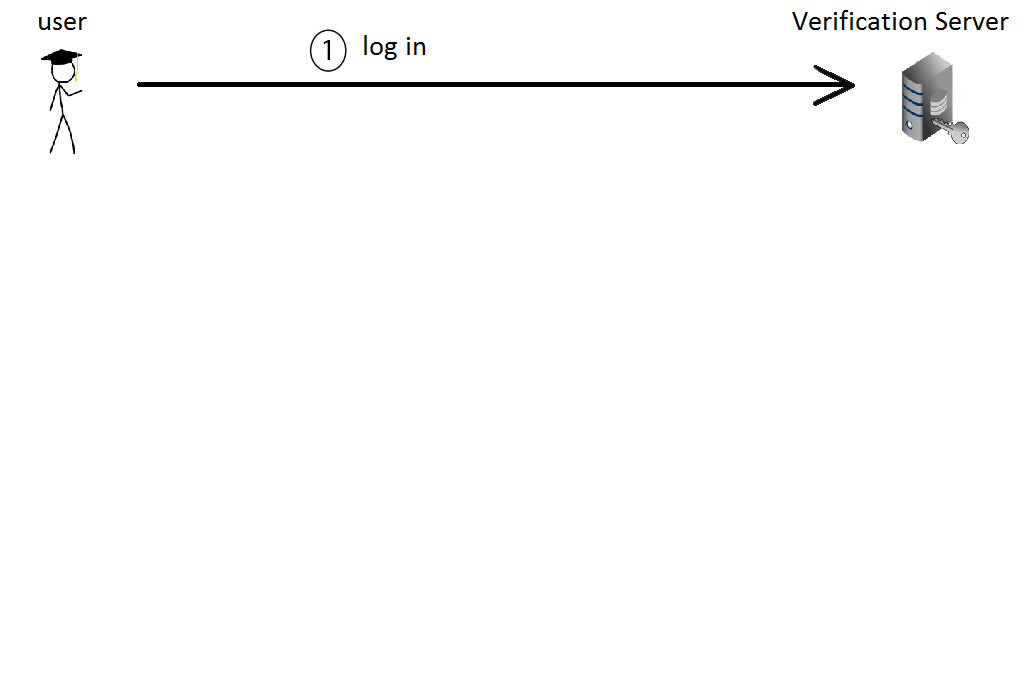 user
Verification Server
1 log in